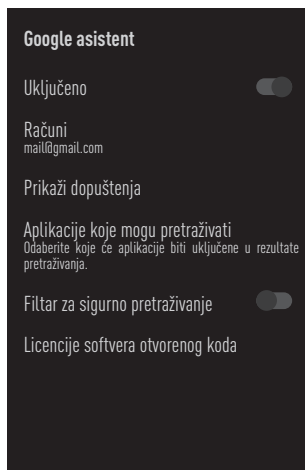 Google asistent
Uključeno
Računi
mail@gmail.com
Prikaži dopuštenja
Aplikacije koje mogu pretraživati
Odaberite koje će aplikacije biti uključene u rezultate
pretraživanja.
Filtar za sigurno pretraživanje
Licencije softvera otvorenog koda